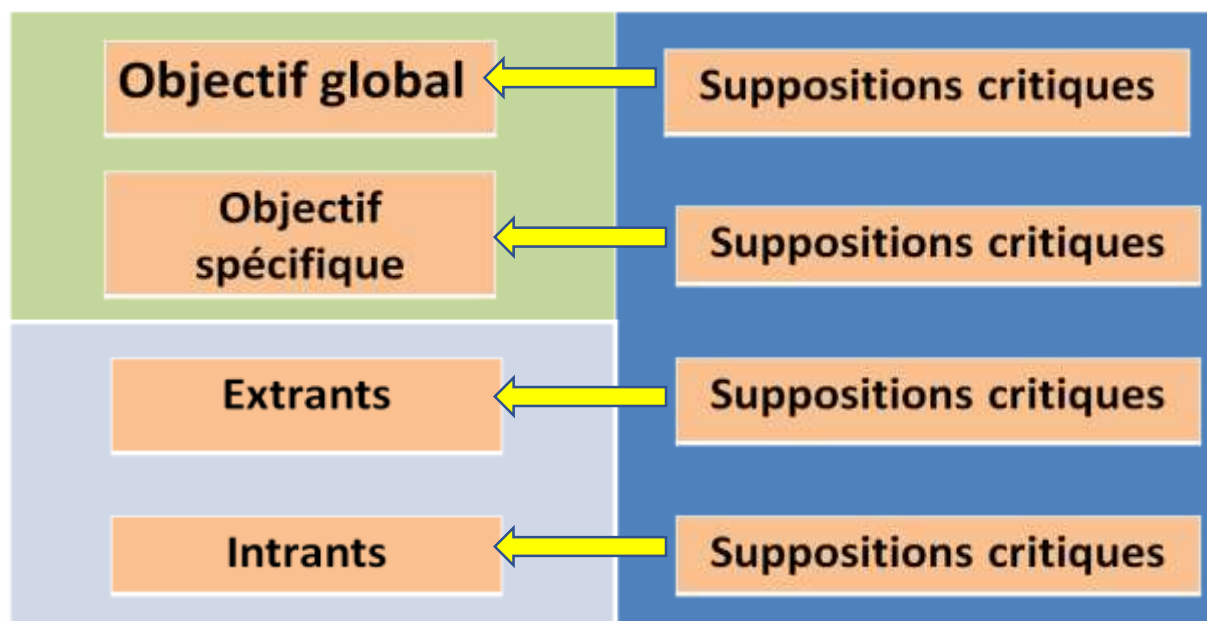 Objectif global
Suppositions critiques
Objectif
spécifique
Suppositions critiques
Extrants
Suppositions critiques
Intrants
Suppositions critiques